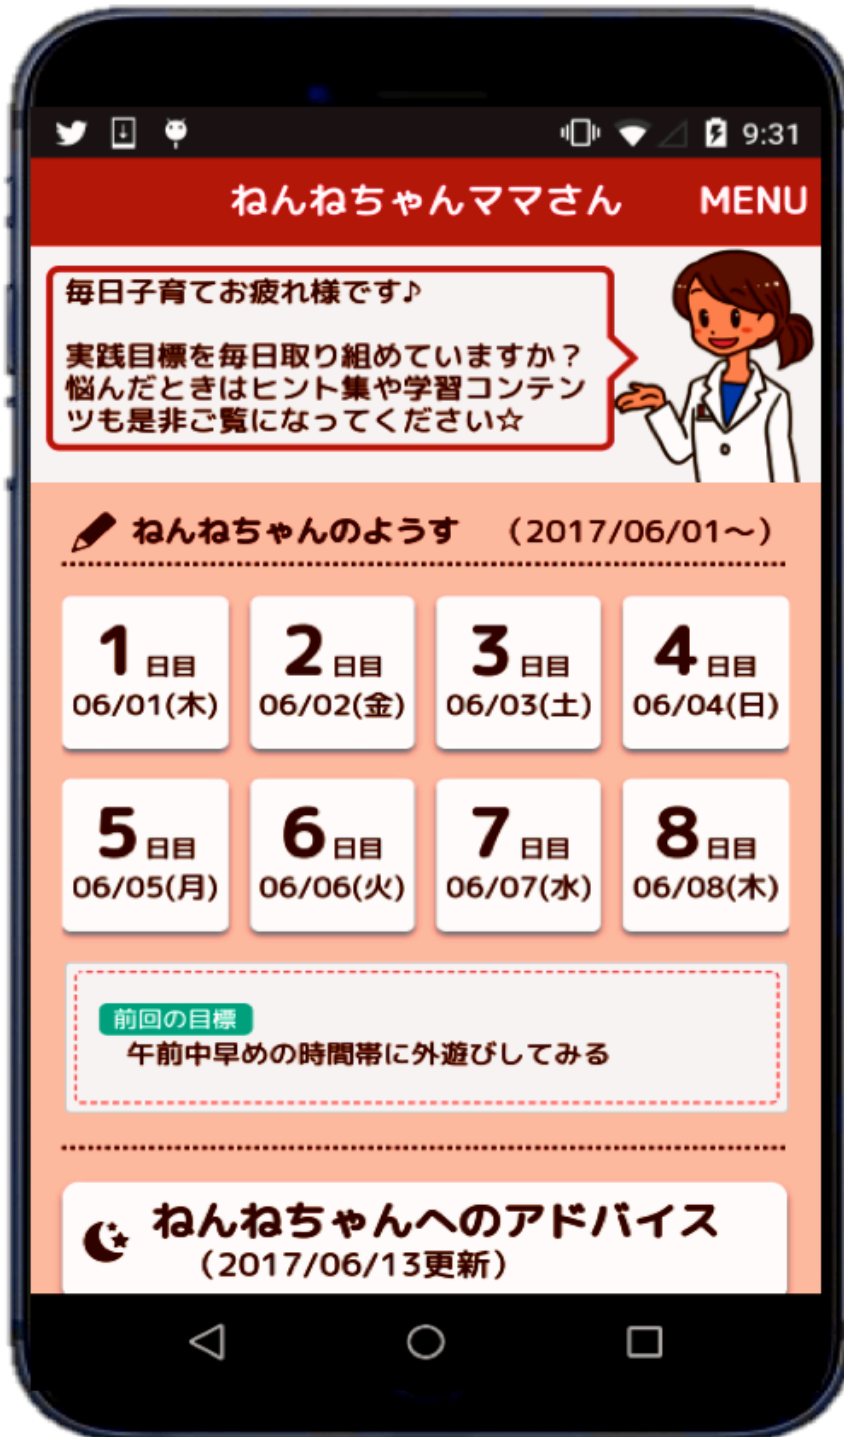 9:31
ねんねちゃんママさん MENU
毎日子育てお疲れ様です♪
実践目標を毎日取り組めていますか？
悩んだときはヒント集や学習コンテン
ツも是非ご覧になってください☆
ねんねちゃんのようす （2017/06/01～）
1日目 2日目 3日目 4日目
06/01(木) 06/02(金) 06/03(土) 06/04(日)
5日目 6日目 7日目 8日目
06/05(月) 06/06(火) 06/07(水) 06/08(木)
前回の目標
午前中早めの時間帯に外遊びしてみる
ねんねちゃんへのアドバイス
（2017/06/13更新）